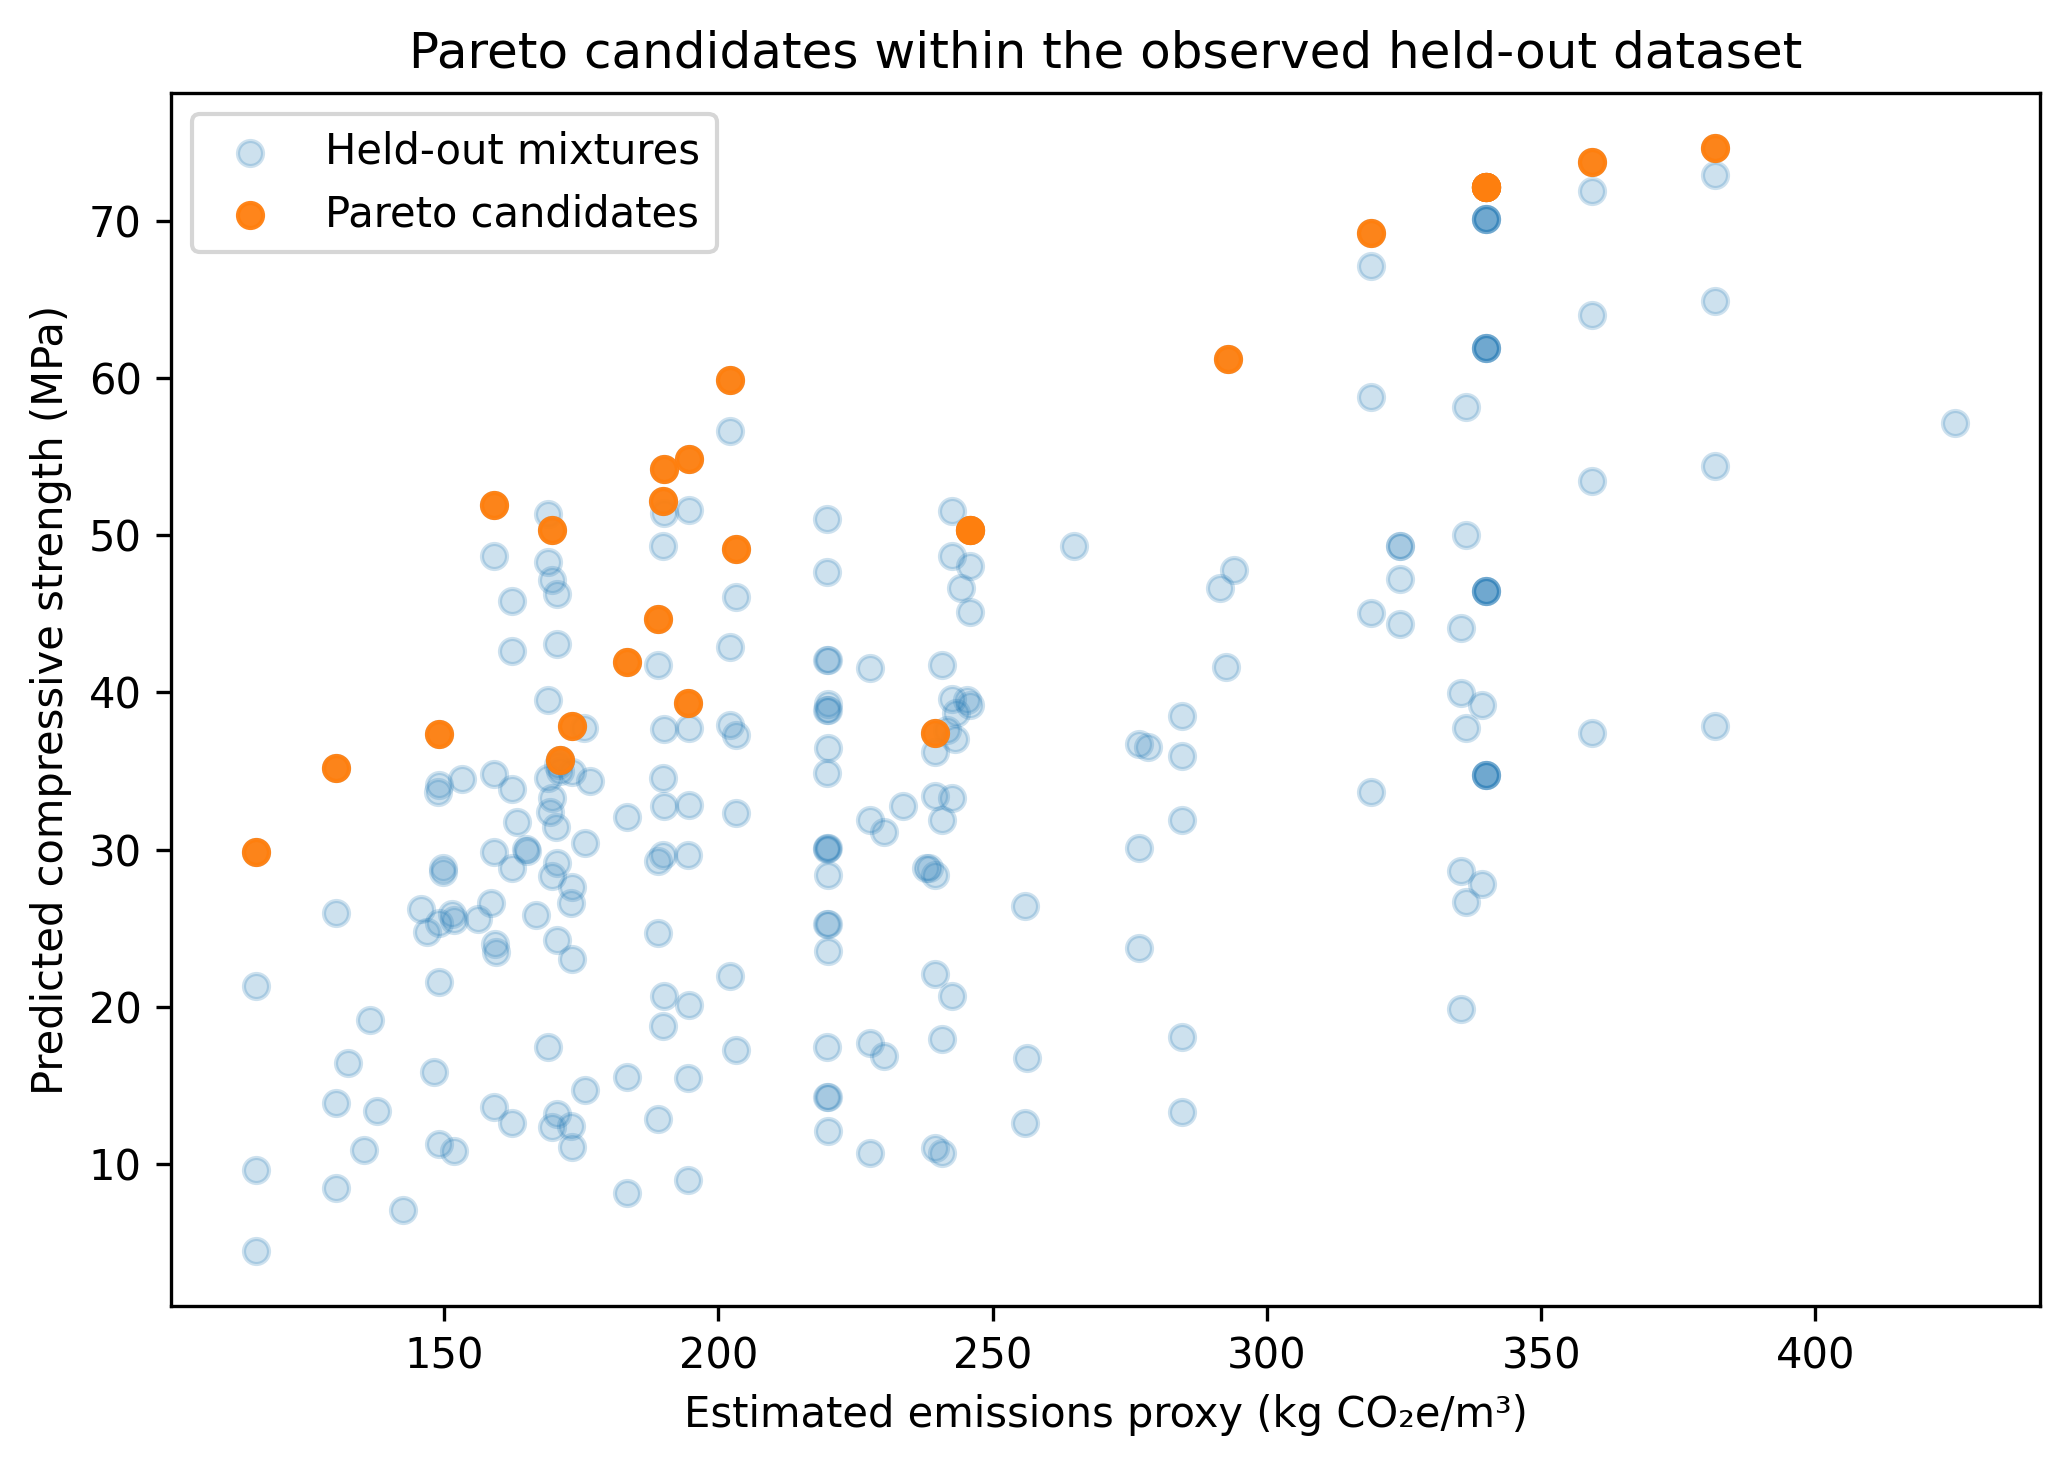 Pareto candidates within the observed held-out dataset
Held-out mixtures
Pareto candidates
Predicted compressive strength (MPa)
70
60
50
40
30
20
10
150 200 250 300 350 400
Estimated emissions proxy (kg CO₂e/m³)